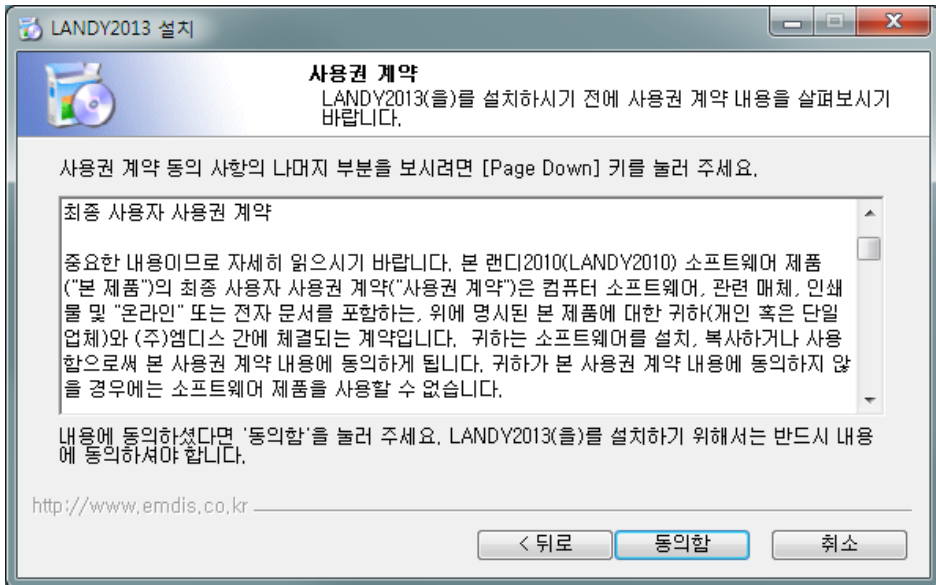 LANDY2013 설치
사용권 계약
LANDY2013(을)를 설치하시기 전에 사용권 계약 내용을 살펴보시기
바랍니다.
사용권 계약 동의 사항의 나머지 부분을 보시려면 [Page Down] 키를 눌러 주세요.
최종 사용자 사용권 계약
중요한 내용이므로 자세히 읽으시기 바랍니다. 본 랜디2010(LANDY2010) 소프트웨어 제품
("본 제품")의 최종 사용자 사용권 계약("사용권 계약")은 컴퓨터 소프트웨어, 관련 매체, 인쇄
물 및 "온라인" 또는 전자 문서를 포함하는, 위에 명시된 본 제품에 대한 귀하(개인 혹은 단일
업체)와 (주)엠디스 간에 체결되는 계약입니다.  귀하는 소프트웨어를 설치, 복사하거나 사용
함으로써 본 사용권 계약 내용에 동의하게 됩니다. 귀하가 본 사용권 계약 내용에 동의하지 않
을 경우에는 소프트웨어 제품을 사용할 수 없습니다.
내용에 동의하셨다면 '동의함'을 눌러 주세요. LANDY2013(을)를 설치하기 위해서는 반드시 내용
에 동의하셔야 합니다.
http://www.emdis.co.kr
< 뒤로 동의함 취소